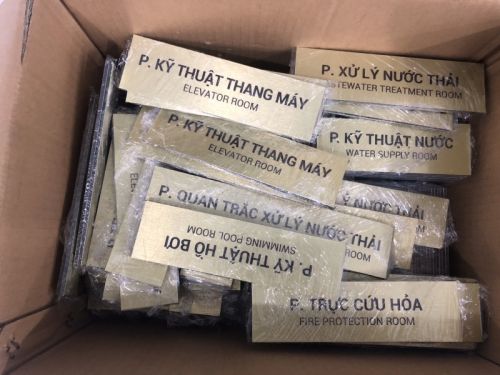 P. KỸ THUẬT THANG MÁY
ELEVATOR ROOM
P. XỬ LÝ NƯỚC THẢI
STEWATER TREATMENT ROOM
P. KỸ THUẬT THANG MÁY
ELEVATOR ROOM
P. KỸ THUẬT NƯỚC
WATER SUPPLY ROOM
P. QUAN TRẮC XỬ LÝ NƯỚC THẢI
ROOM
P. KỸ THUẬT HỒ BƠI
SWIMMING POOL ROOM
P. TRỰC CỨU HỎA
FIRE PROTECTION ROOM